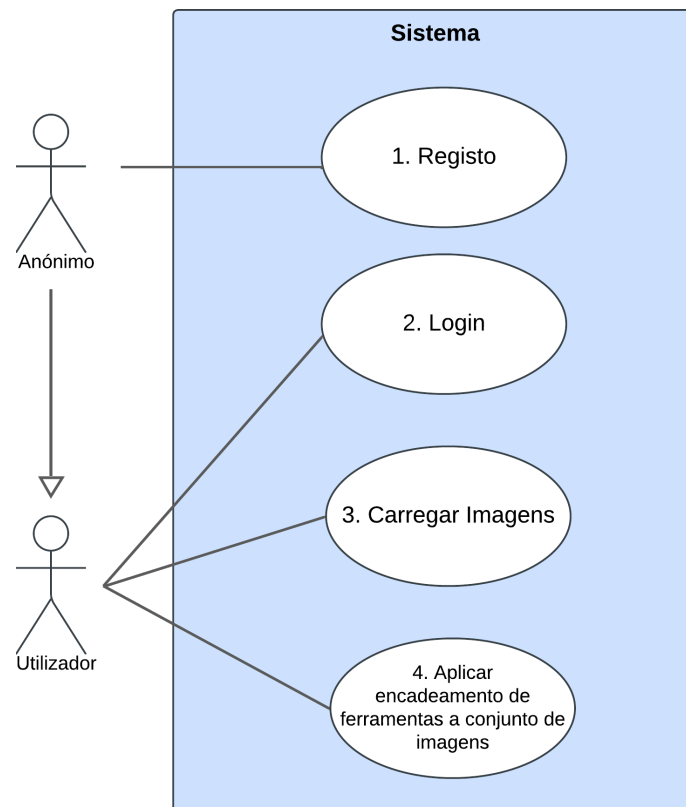 Sistema
1. Registo
Anónimo
2. Login
3. Carregar Imagens
Utilizador
4. Aplicar
encadeamento de
ferramentas a conjunto de
imagens